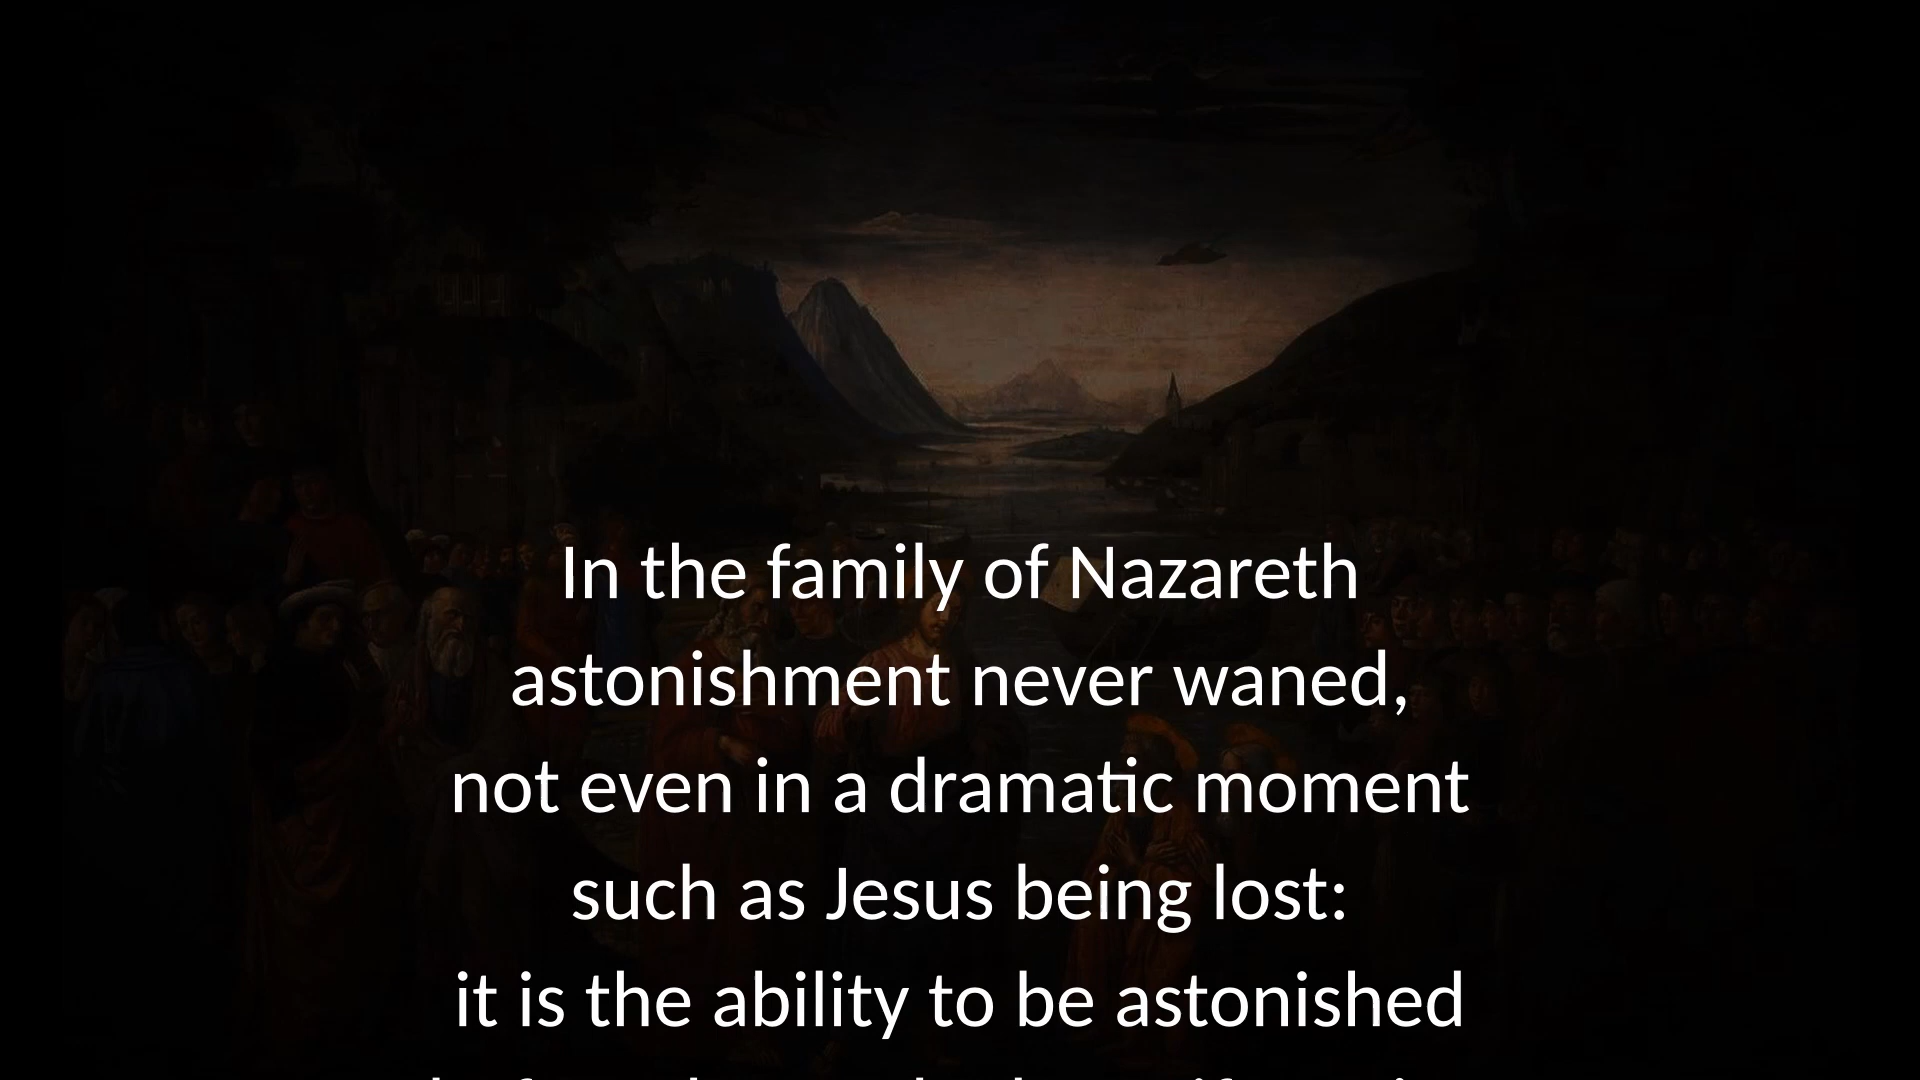 In the family of Nazareth
astonishment never waned,
not even in a dramatic moment
such as Jesus being lost:
it is the ability to be astonished